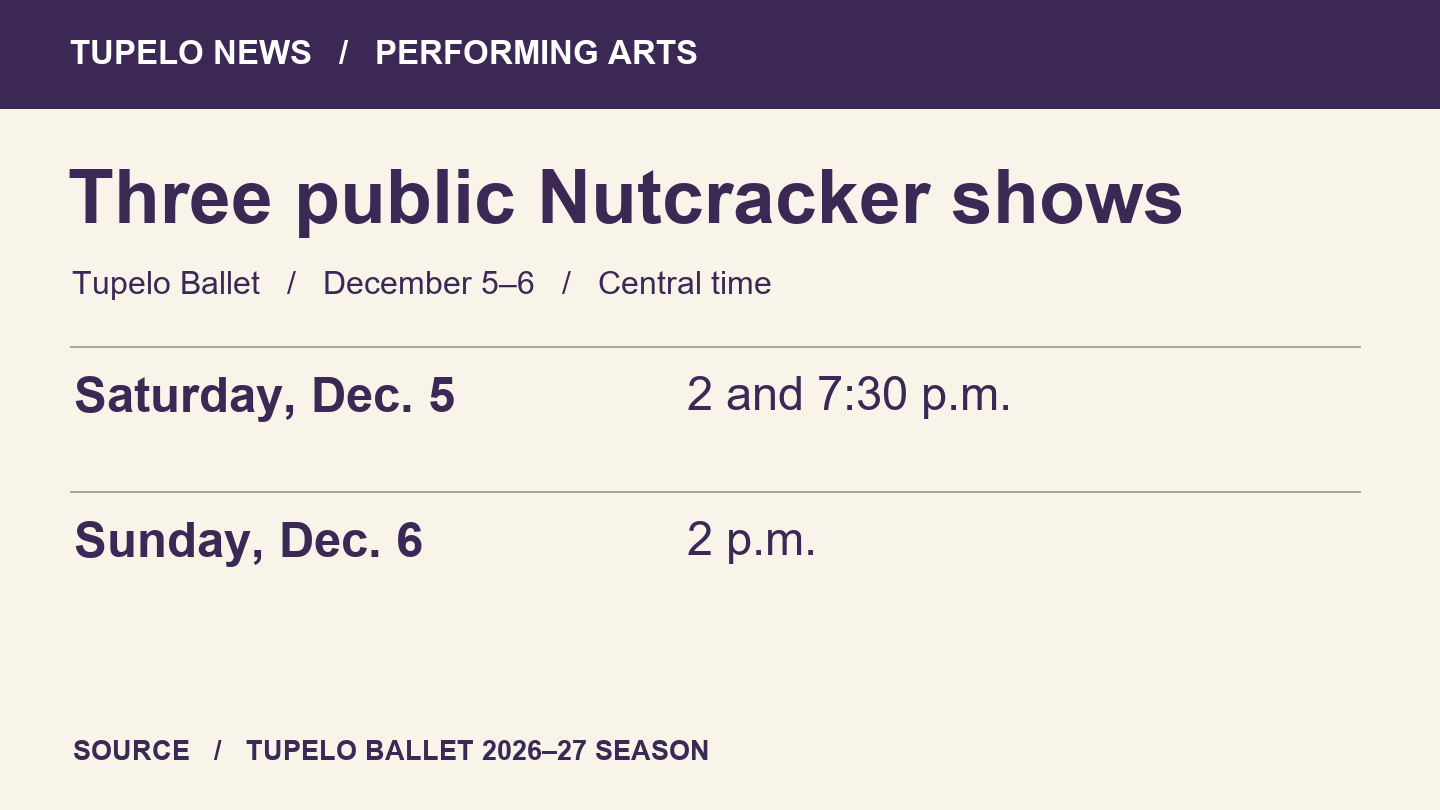 TUPELO NEWS / PERFORMING ARTS
Three public Nutcracker shows
Tupelo Ballet / December 5–6 / Central time
Saturday, Dec. 5 2 and 7:30 p.m.
Sunday, Dec. 6 2 p.m.
SOURCE / TUPELO BALLET 2026–27 SEASON